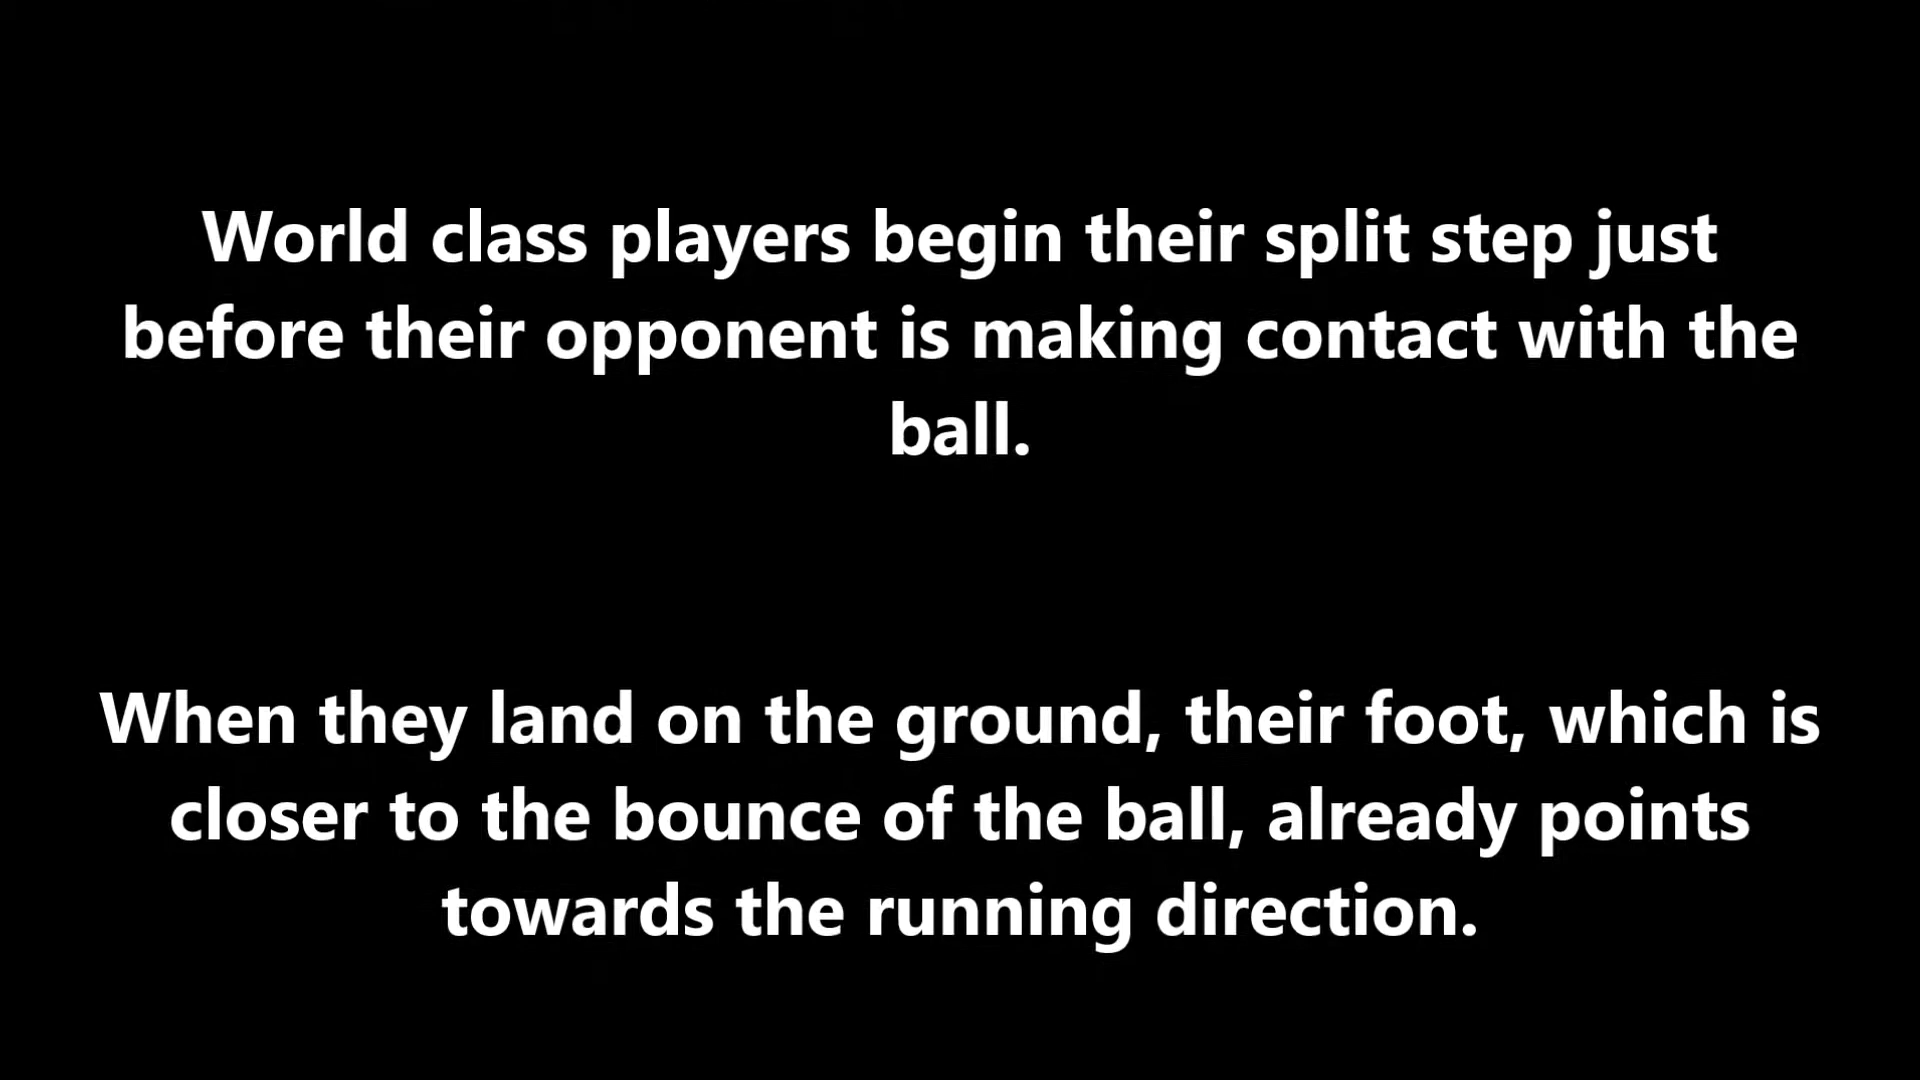 World class players begin their split step just
before their opponent is making contact with the
ball.
When they land on the ground, their foot, which is
closer to the bounce of the ball, already points
towards the running direction.